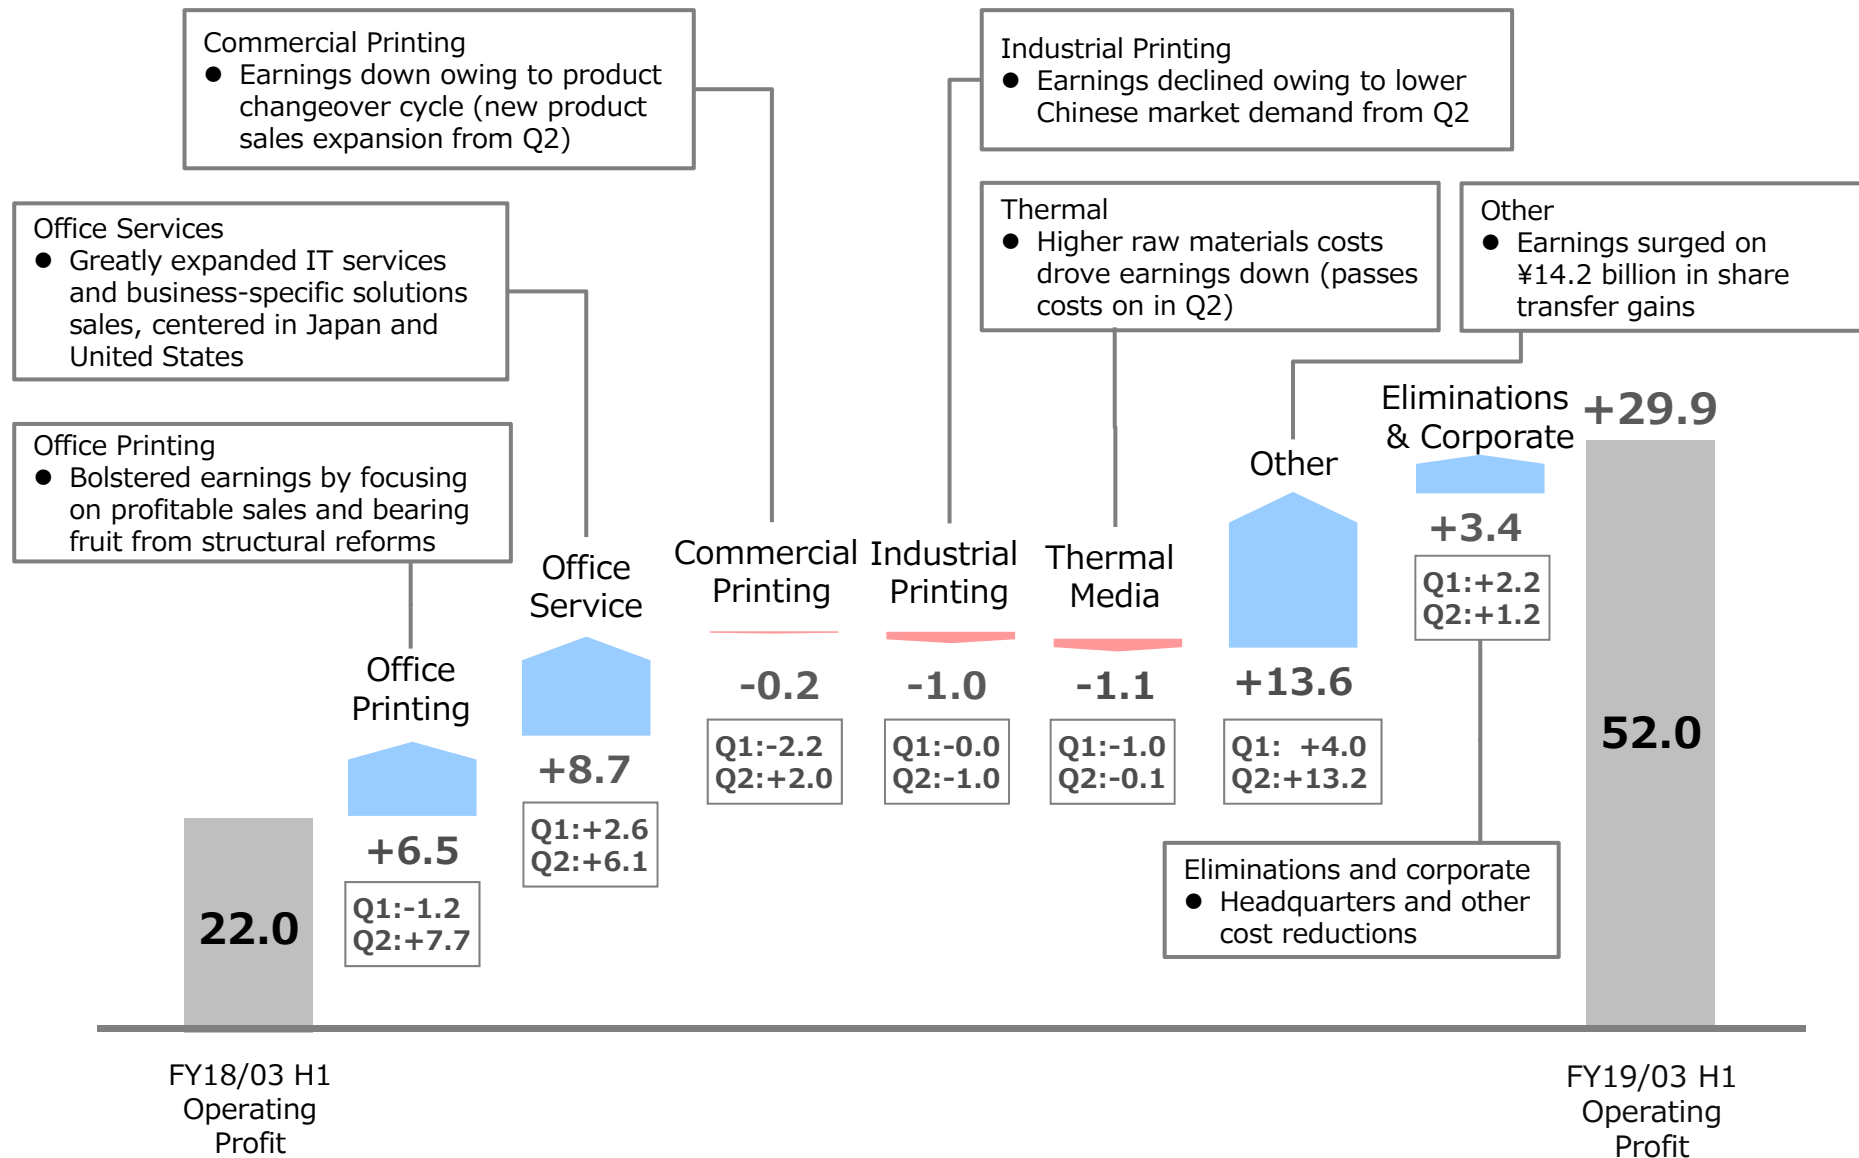 Commercial Printing
● Earnings down owing to product
changeover cycle (new product
sales expansion from Q2)
Industrial Printing
● Earnings declined owing to lower
Chinese market demand from Q2
Office Services
● Greatly expanded IT services
and business-specific solutions
sales, centered in Japan and
United States
Thermal
● Higher raw materials costs
drove earnings down (passes
costs on in Q2)
Other
● Earnings surged on
¥14.2 billion in share
transfer gains
Office Printing
● Bolstered earnings by focusing
on profitable sales and bearing
fruit from structural reforms
22.0
Office
Printing
+6.5
Q1:-1.2
Q2:+7.7
Office
Service
+8.7
Q1:+2.6
Q2:+6.1
Commercial
Printing
-0.2
Q1:-2.2
Q2:+2.0
Industrial
Printing
-1.0
Q1:-0.0
Q2:-1.0
Thermal
Media
-1.1
Q1:-1.0
Q2:-0.1
Other
+13.6
Q1: +4.0
Q2:+13.2
Eliminations
& Corporate
+3.4
Q1:+2.2
Q2:+1.2
+29.9
52.0
Eliminations and corporate
● Headquarters and other
cost reductions
FY18/03 H1
Operating
Profit
FY19/03 H1
Operating
Profit